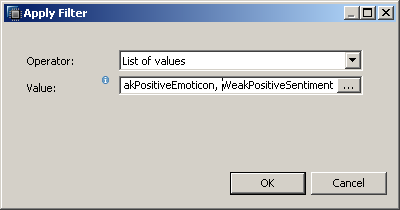 Apply Filter
Operator:
List of values
Value:
akPositiveEmoticon, WeakPositiveSentiment
...
OK
Cancel